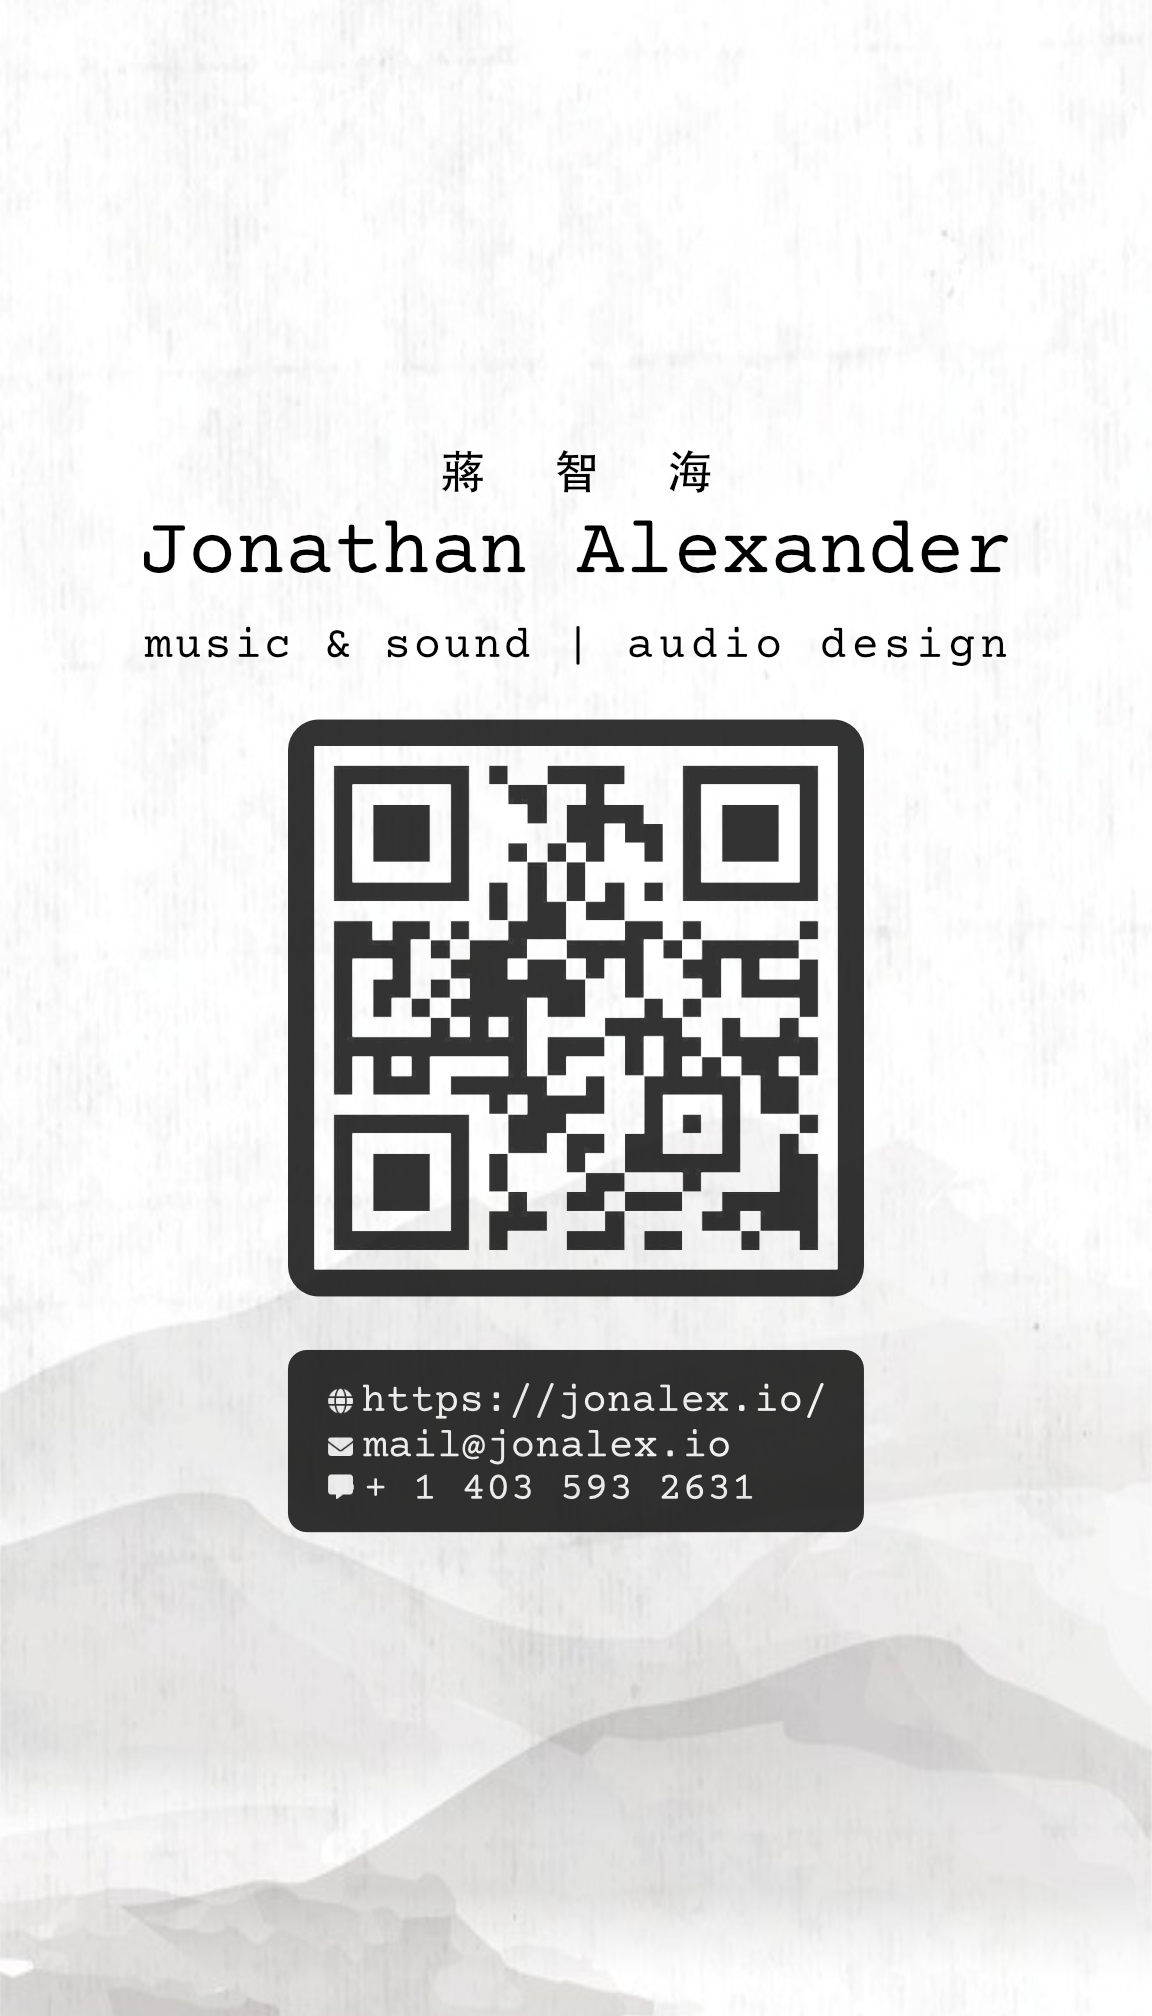 蔣 智 海
Jonathan Alexander
music & sound | audio design
https://jonalex.io/
mail@jonalex.io
+ 1 403 593 2631